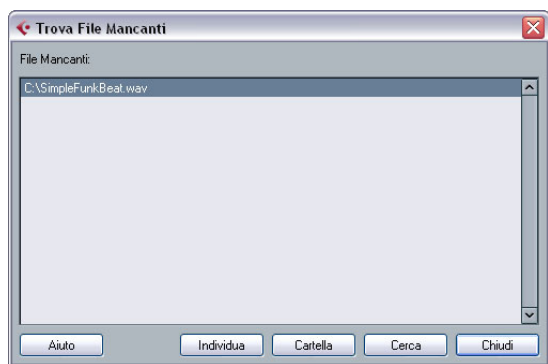 Trova File Mancanti
File Mancanti:
C:\SimpleFunkBeat.wav
Aiuto Individua Cartella Cerca Chiudi